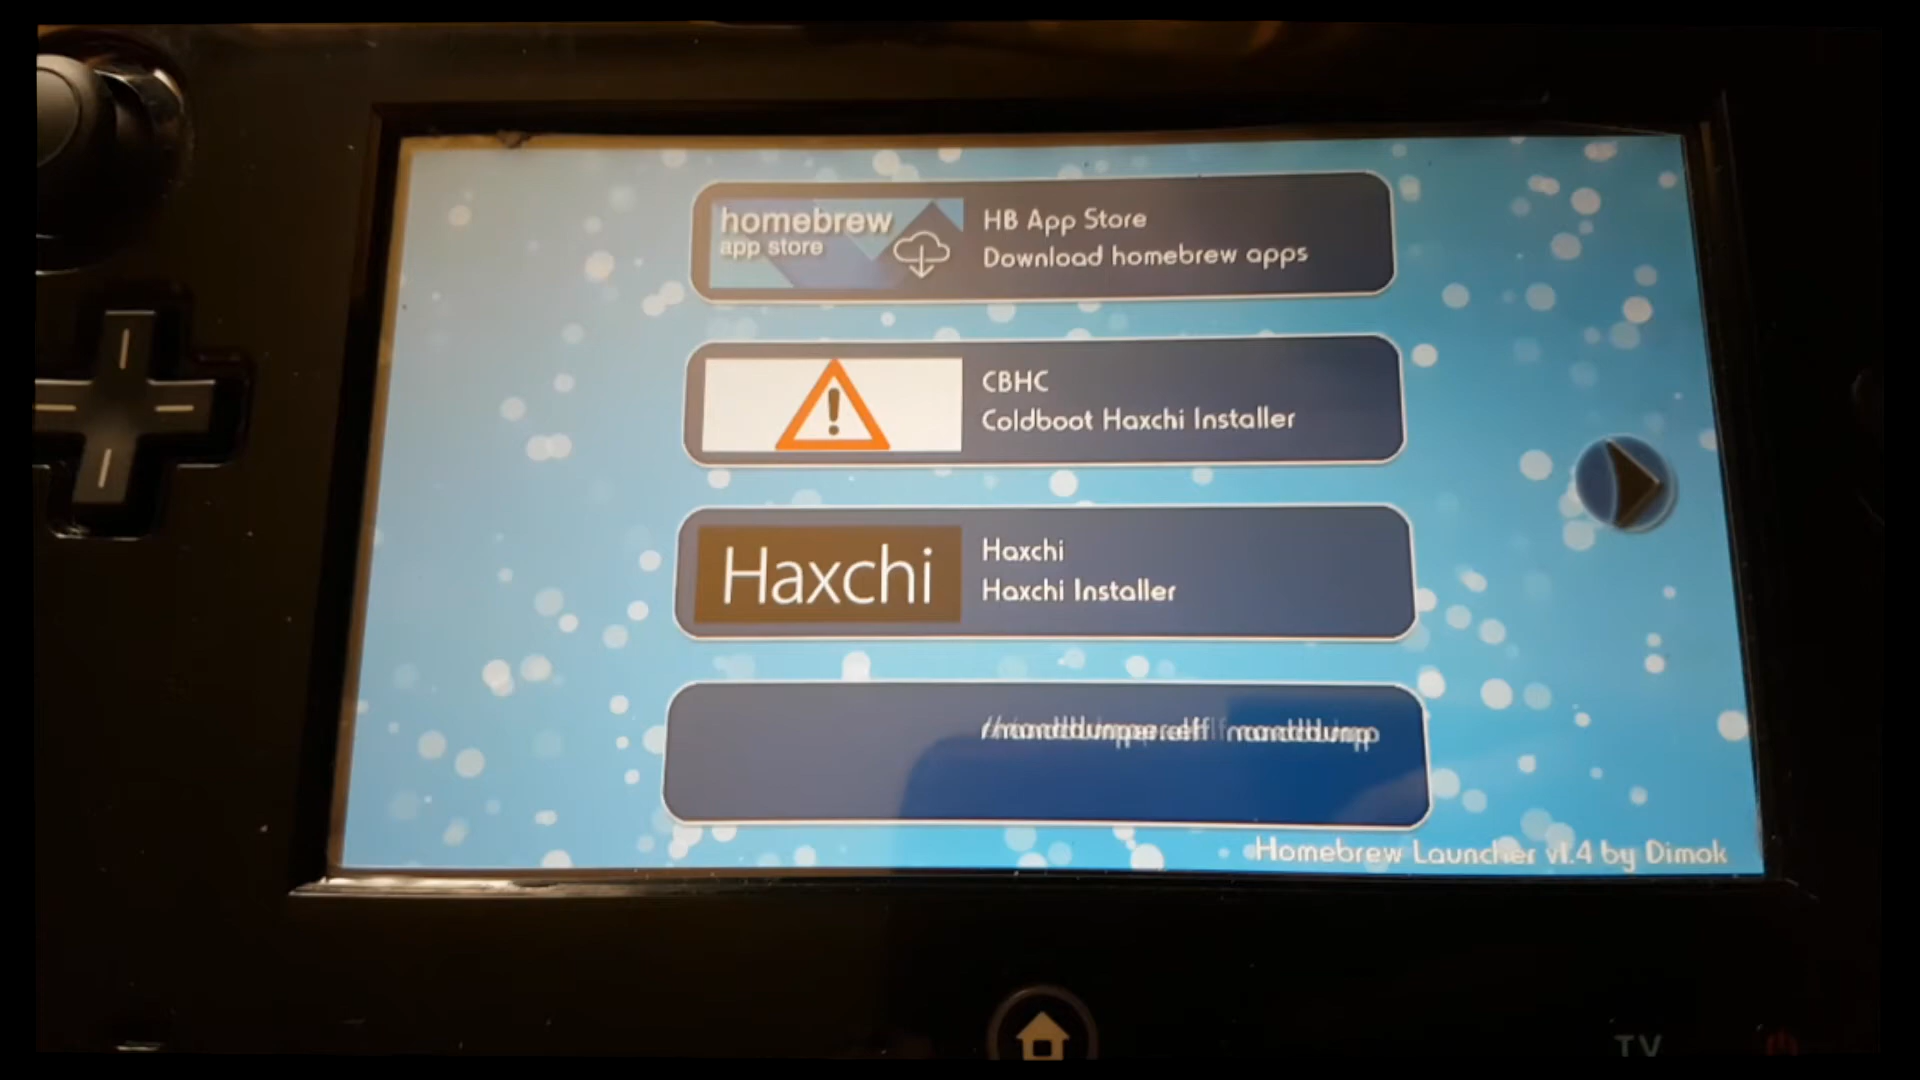 homebrew
app store
HB App Store
Download homebrew apps
CBHC
Coldboot Haxchi Installer
Haxchi
Haxchi
Haxchi Installer
Homebrew Launcher v1.4 by Dimok
TV